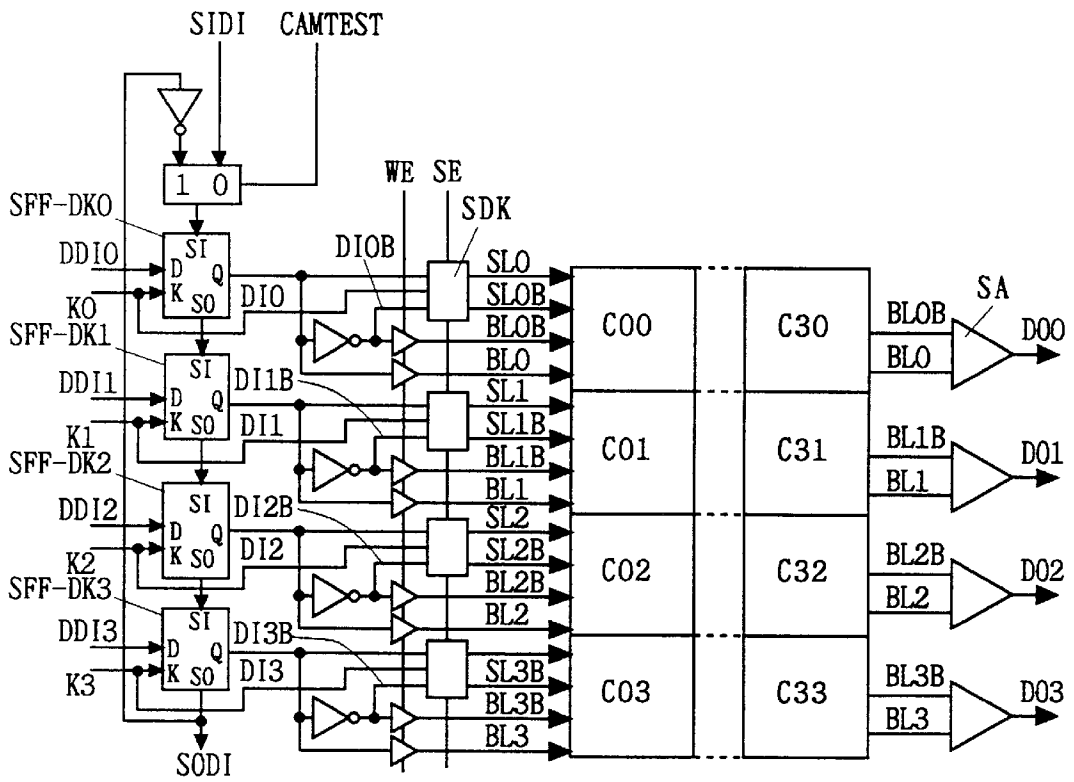 SIDI CAMTEST
1 0
WE SE
SFF-DK0
SDK
SI
DDI0
D Q
K
SO
K0
DI0
DI0B
SL0
SL0B
BL0B
BL0
C00
C30
BL0B
BL0
SA
DO0
SFF-DK1
SI
DDI1
D Q
K
SO
K1
DI1
DI1B
SL1
SL1B
BL1B
BL1
C01
C31
BL1B
BL1
DO1
SFF-DK2
SI
DDI2
D Q
K
SO
K2
DI2
DI2B
SL2
SL2B
BL2B
BL2
C02
C32
BL2B
BL2
DO2
SFF-DK3
SI
DDI3
D Q
K
SO
K3
DI3
DI3B
SL3B
BL3B
BL3
C03
C33
BL3B
BL3
DO3
SODI